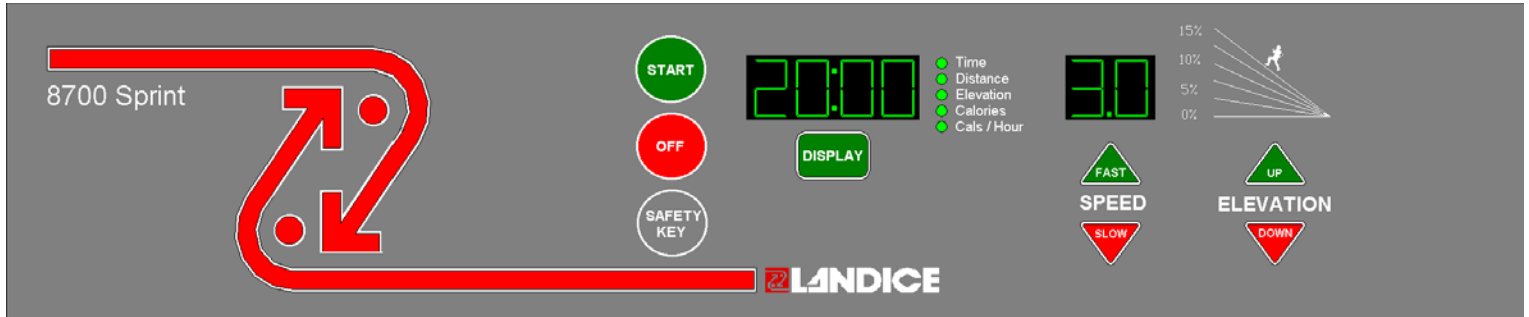 8700 Sprint
START
OFF
SAFETY
KEY
20:00
DISPLAY
Time
Distance
Elevation
Calories
Cals / Hour
3.0
FAST
SPEED
SLOW
15%
10%
5%
0%
UP
ELEVATION
DOWN
LANDICE